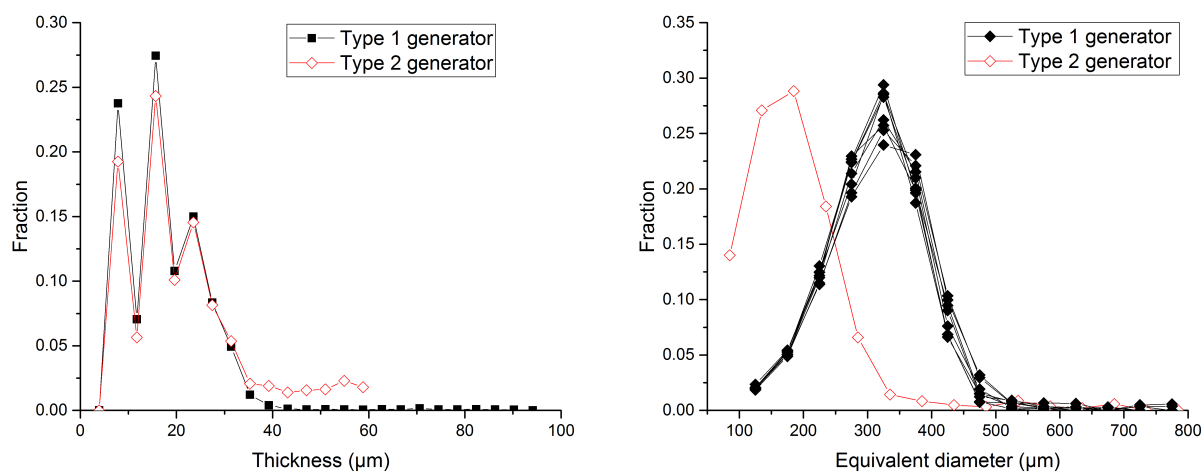 0.30
0.25
0.20
0.15
0.10
0.05
0.00
Fraction
0 20 40 60 80 100
Thickness (µm)
Type 1 generator
Type 2 generator
0.35
0.30
0.25
0.20
0.15
0.10
0.05
0.00
Fraction
100 200 300 400 500 600 700 800
Equivalent diameter (µm)
Type 1 generator
Type 2 generator